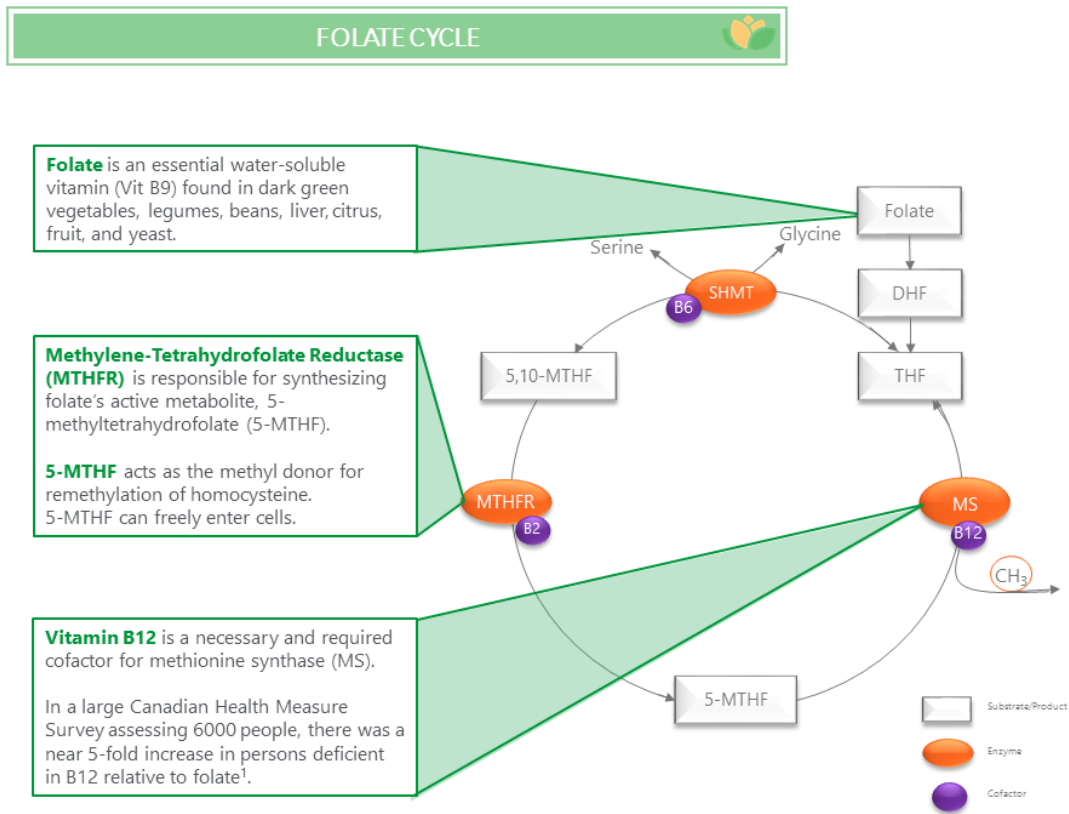 FOLATE CYCLE
Folate is an essential water-soluble
vitamin (Vit B9) found in dark green
vegetables, legumes, beans, liver, citrus,
fruit, and yeast.
Folate
Serine
Glycine
SHMT
B6
DHF
5,10-MTHF
THF
Methylene-Tetrahydrofolate Reductase
(MTHFR) is responsible for synthesizing
folate's active metabolite, 5-
methyltetrahydrofolate (5-MTHF).
5-MTHF acts as the methyl donor for
remethylation of homocysteine.
5-MTHF can freely enter cells.
MTHFR
B2
MS
B12
CH₃
Vitamin B12 is a necessary and required
cofactor for methionine synthase (MS).
In a large Canadian Health Measure
Survey assessing 6000 people, there was a
near 5-fold increase in persons deficient
in B12 relative to folate¹.
5-MTHF
Substrate/Product
Enzyme
Cofactor